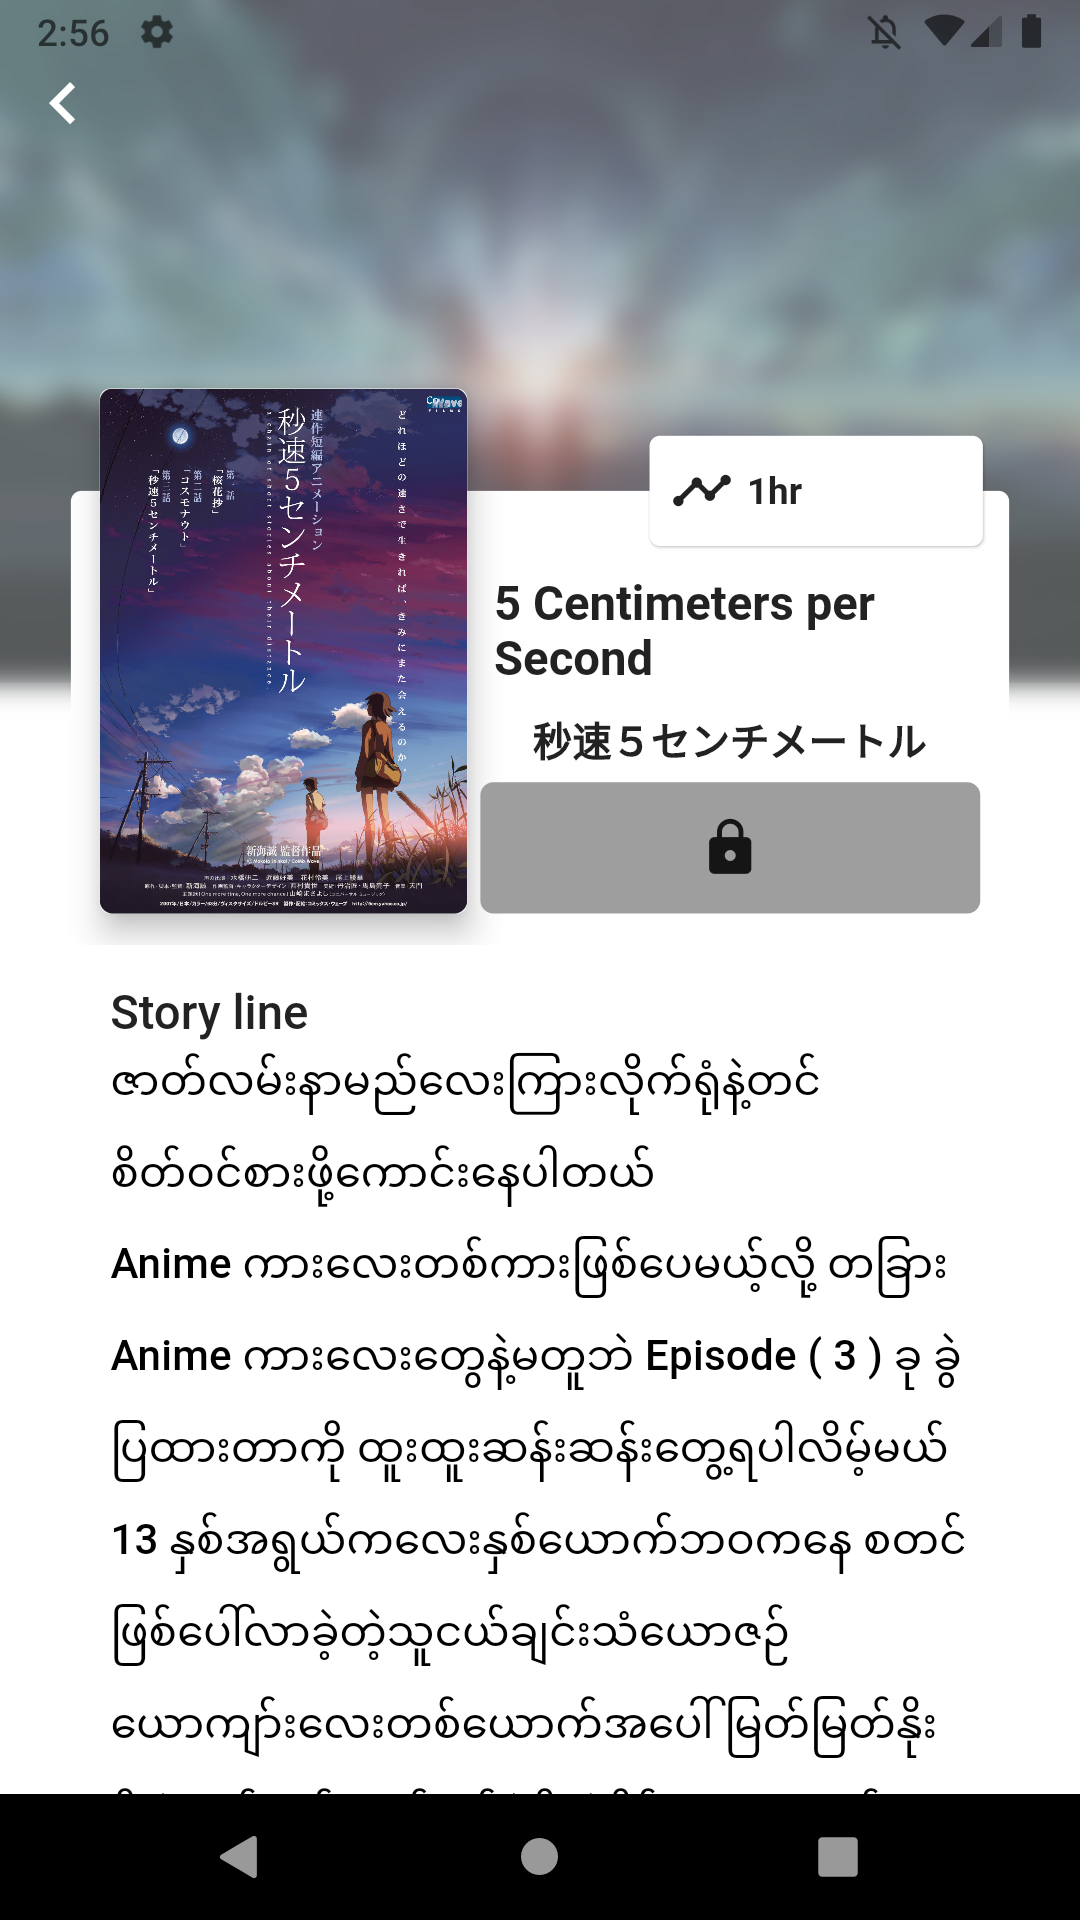 2:56
1hr
5 Centimeters per
Second
秒速５センチメートル
どれほどの速さで生きれば、きみにまた会えるのか。
連作短編アニメーション
秒速５センチメートル
a chain of short stories about their distance.
第一話
「桜花抄」
第二話
「コスモナウト」
第三話
「秒速５センチメートル」
新海誠 監督作品
Story line
ဇာတ်လမ်းနာမည်လေးကြားလိုက်ရုံနဲ့တင်
စိတ်ဝင်စားဖို့ကောင်းနေပါတယ်
Anime ကားလေးတစ်ကားဖြစ်ပေမယ့်လို့ တခြား
Anime ကားလေးတွေနဲ့မတူဘဲ Episode ( 3 ) ခု ခွဲ
ပြထားတာကို ထူးထူးဆန်းဆန်းတွေ့ရပါလိမ့်မယ်
13 နှစ်အရွယ်ကလေးနှစ်ယောက်ဘဝကနေ စတင်
ဖြစ်ပေါ်လာခဲ့တဲ့သူငယ်ချင်းသံယောဇဉ်
ယောကျာ်းလေးတစ်ယောက်အပေါ် မြတ်မြတ်နိုး